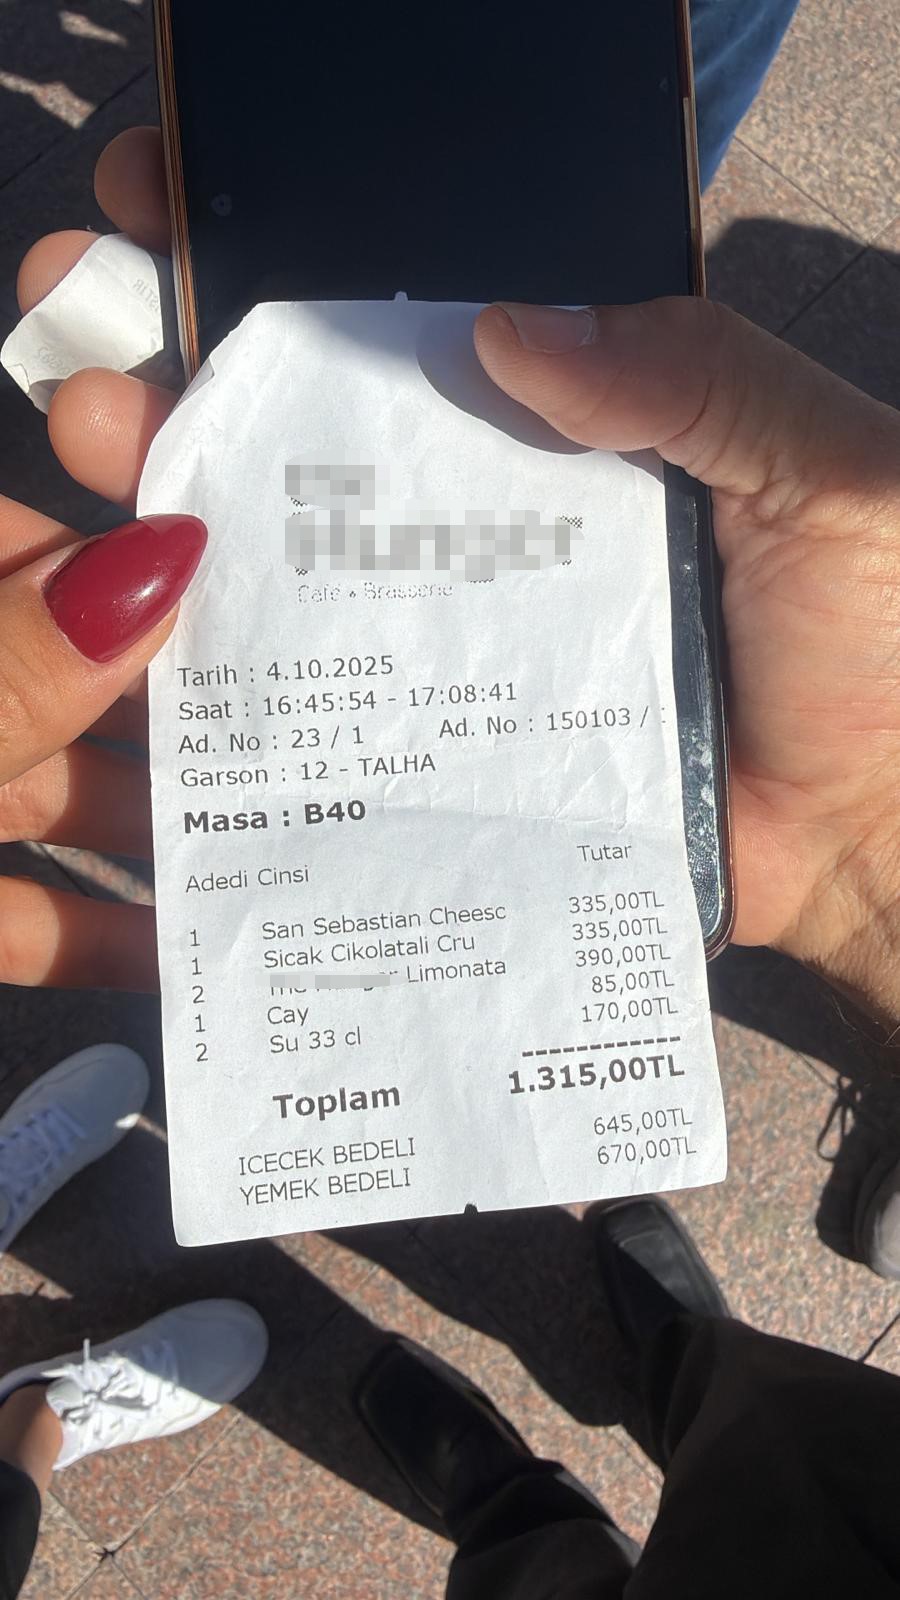 Café & Brasserie
Tarih : 4.10.2025
Saat : 16:45:54 - 17:08:41
Ad. No : 23 / 1 Ad. No : 150103 / :
Garson : 12 - TALHA
Masa : B40
Adedi Cinsi Tutar
1 San Sebastian Cheesc 335,00TL
1 Sicak Cikolatali Cru 335,00TL
2 Limonata 390,00TL
1 Cay 85,00TL
2 Su 33 cl 170,00TL
------------
Toplam 1.315,00TL
ICECEK BEDELI 645,00TL
YEMEK BEDELI 670,00TL